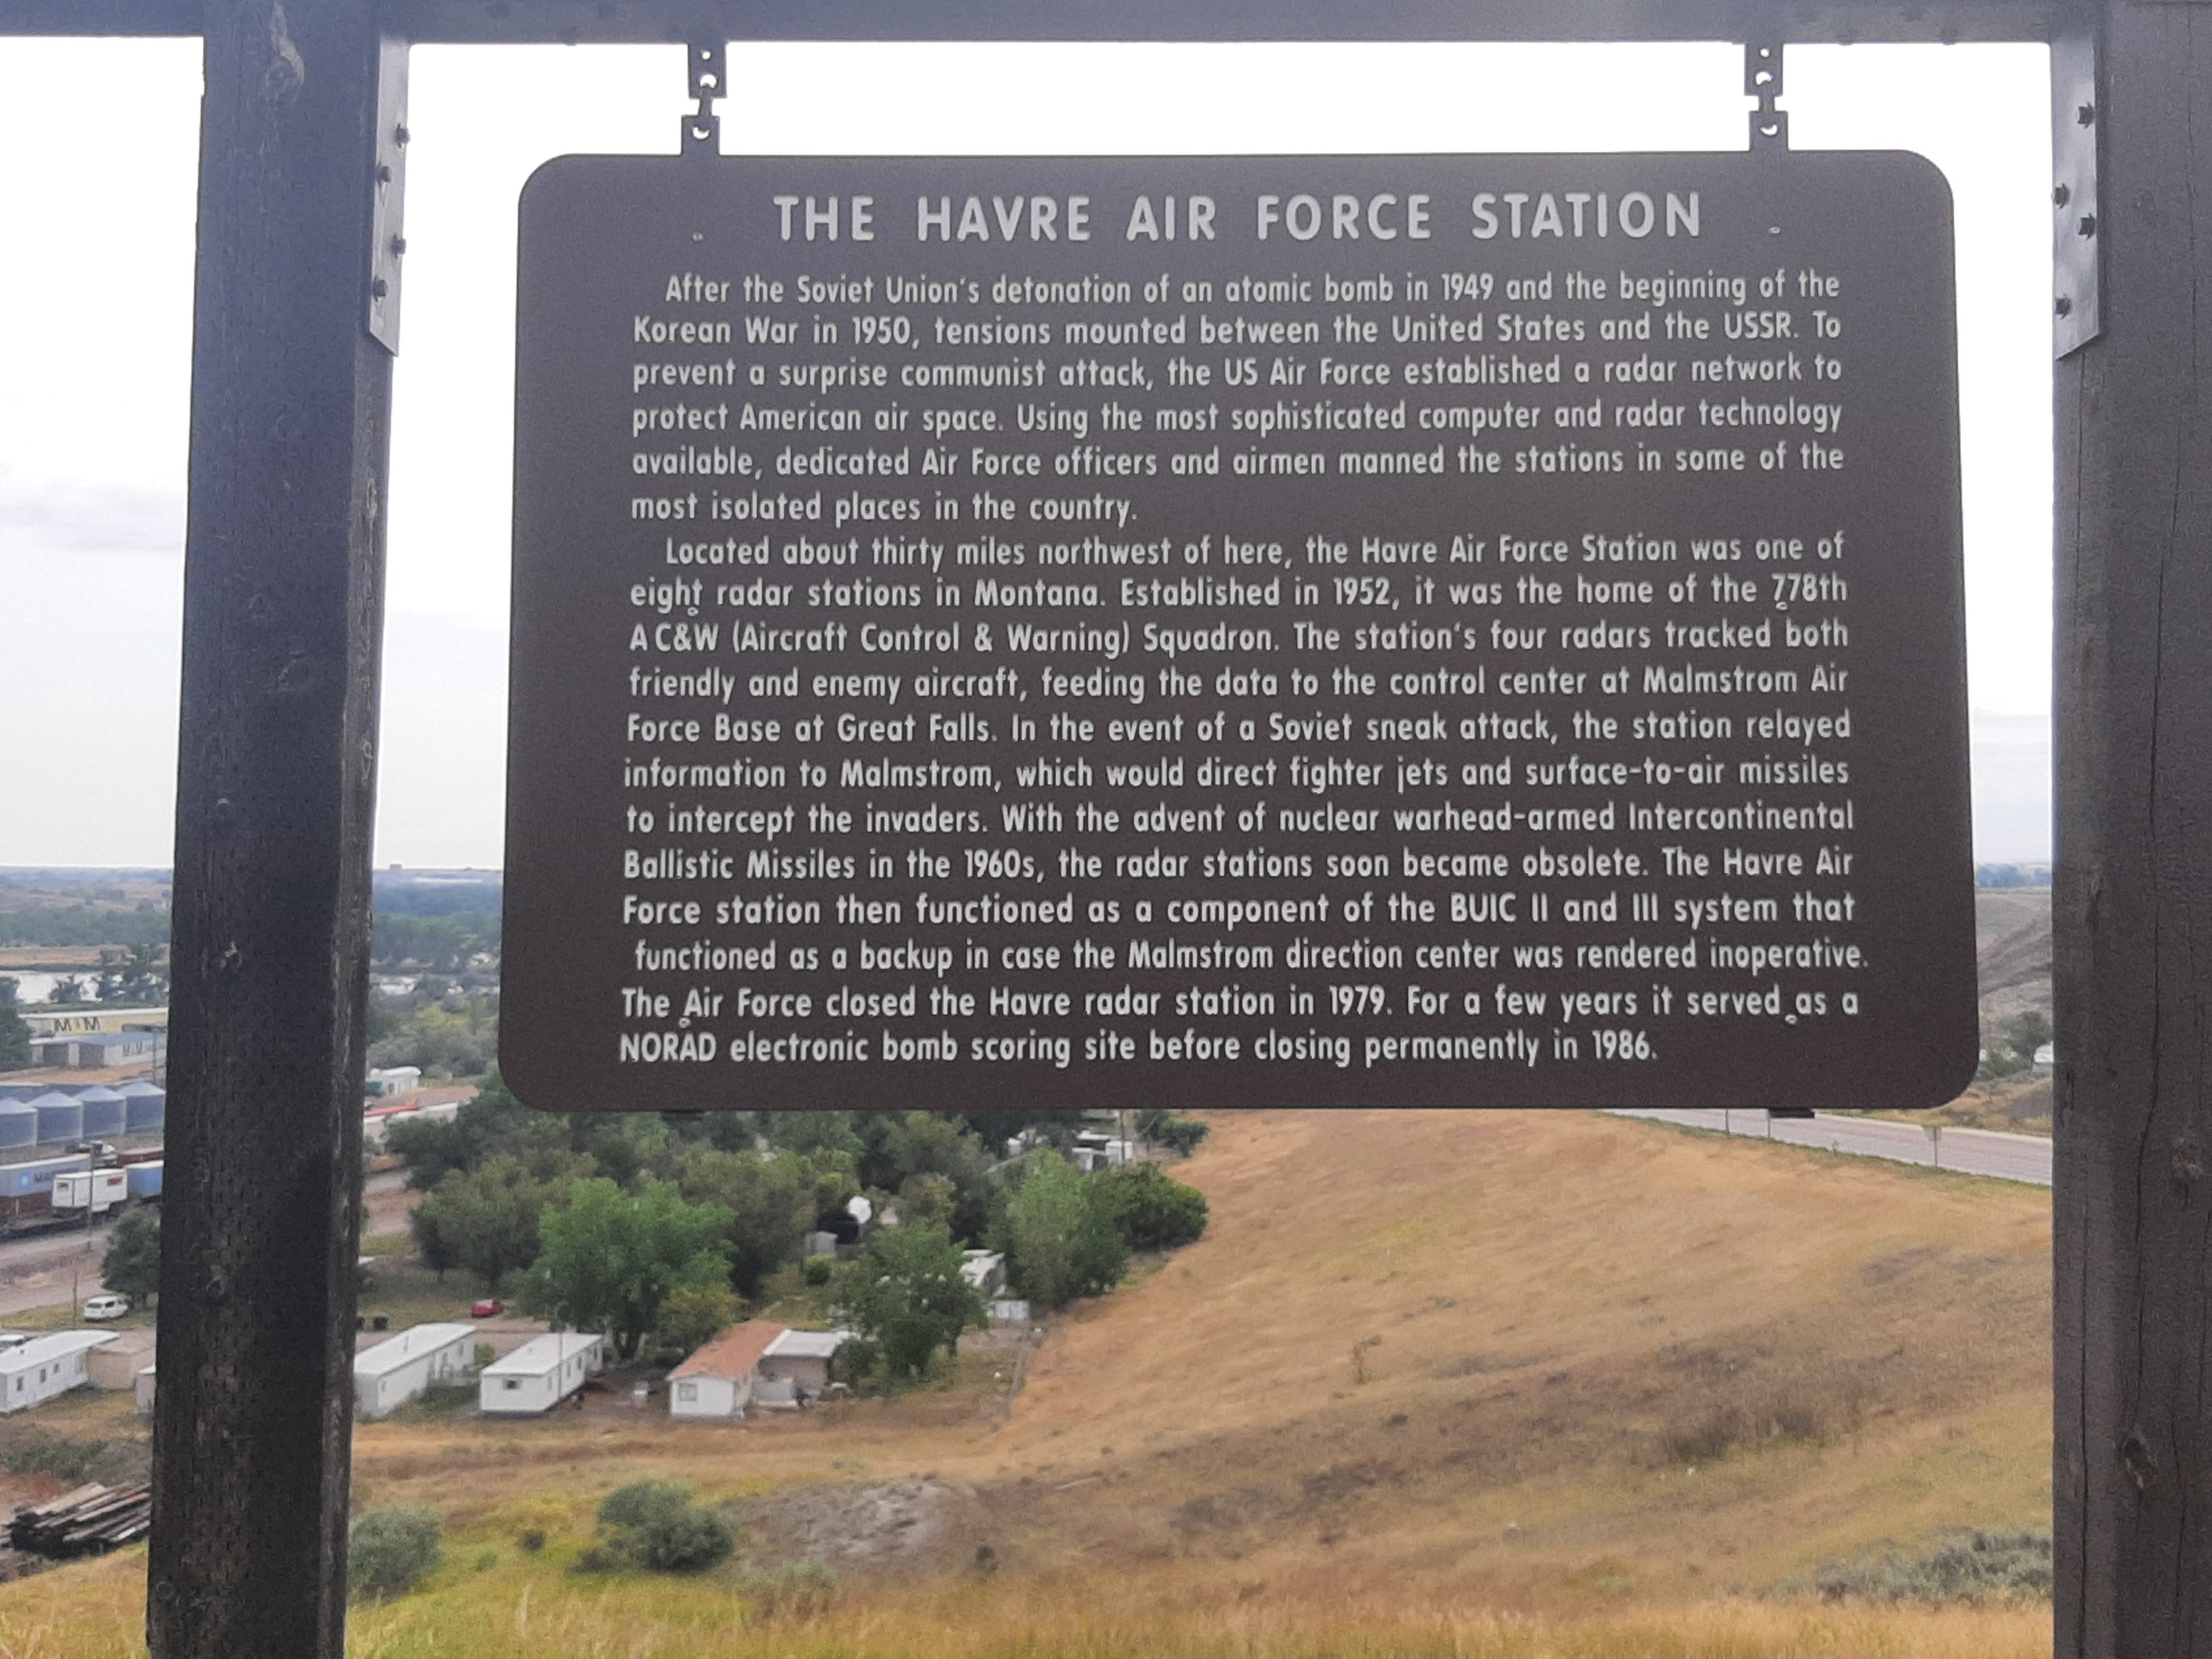 THE HAVRE AIR FORCE STATION
After the Soviet Union's detonation of an atomic bomb in 1949 and the beginning of the
Korean War in 1950, tensions mounted between the United States and the USSR. To
prevent a surprise communist attack, the US Air Force established a radar network to
protect American air space. Using the most sophisticated computer and radar technology
available, dedicated Air Force officers and airmen manned the stations in some of the
most isolated places in the country.
Located about thirty miles northwest of here, the Havre Air Force Station was one of
eight radar stations in Montana. Established in 1952, it was the home of the 778th
AC&W (Aircraft Control & Warning) Squadron. The station's four radars tracked both
friendly and enemy aircraft, feeding the data to the control center at Malmstrom Air
Force Base at Great Falls. In the event of a Soviet sneak attack, the station relayed
information to Malmstrom, which would direct fighter jets and surface-to-air missiles
to intercept the invaders. With the advent of nuclear warhead-armed Intercontinental
Ballistic Missiles in the 1960s, the radar stations soon became obsolete. The Havre Air
Force station then functioned as a component of the BUIC II and III system that
functioned as a backup in case the Malmstrom direction center was rendered inoperative.
The Air Force closed the Havre radar station in 1979. For a few years it served as a
NORAD electronic bomb scoring site before closing permanently in 1986.